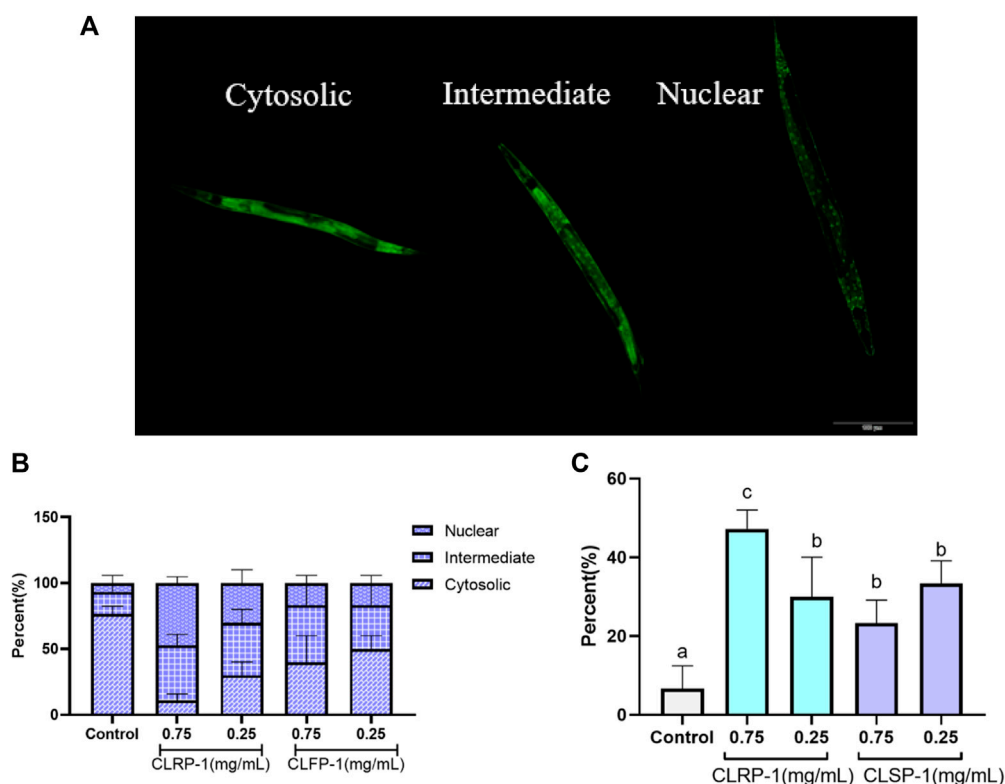 A
Cytosolic
Intermediate
Nuclear
B
Percent(%)
150
100
50
0
Control
0.75
0.25
0.75
0.25
CLRP-1(mg/mL)
CLFP-1(mg/mL)
Nuclear
Intermediate
Cytosolic
C
Percent(%)
60
40
20
0
a
c
b
b
b
Control
0.75
0.25
0.75
0.25
CLRP-1(mg/mL)
CLSP-1(mg/mL)